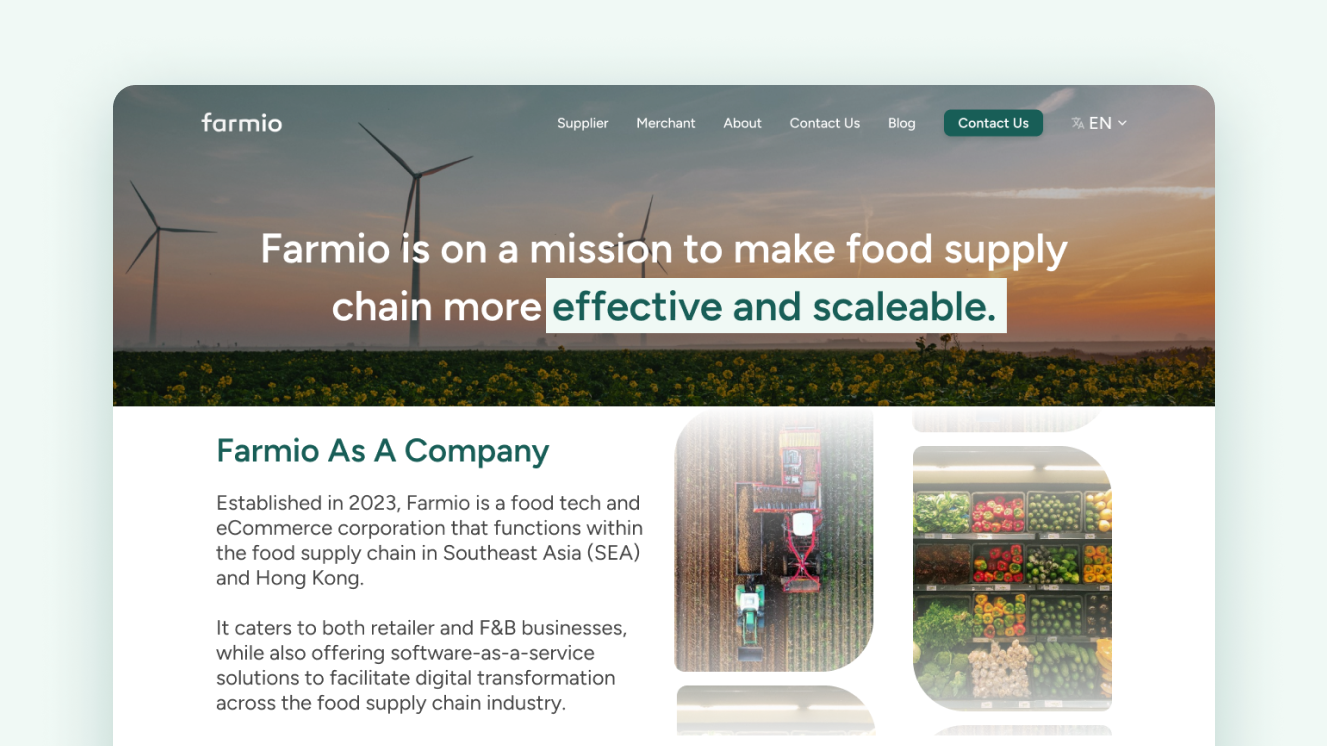 farmio
Supplier Merchant About Contact Us Blog Contact Us EN
Farmio is on a mission to make food supply
chain more effective and scaleable.
Farmio As A Company
Established in 2023, Farmio is a food tech and
eCommerce corporation that functions within
the food supply chain in Southeast Asia (SEA)
and Hong Kong.
It caters to both retailer and F&B businesses,
while also offering software-as-a-service
solutions to facilitate digital transformation
across the food supply chain industry.